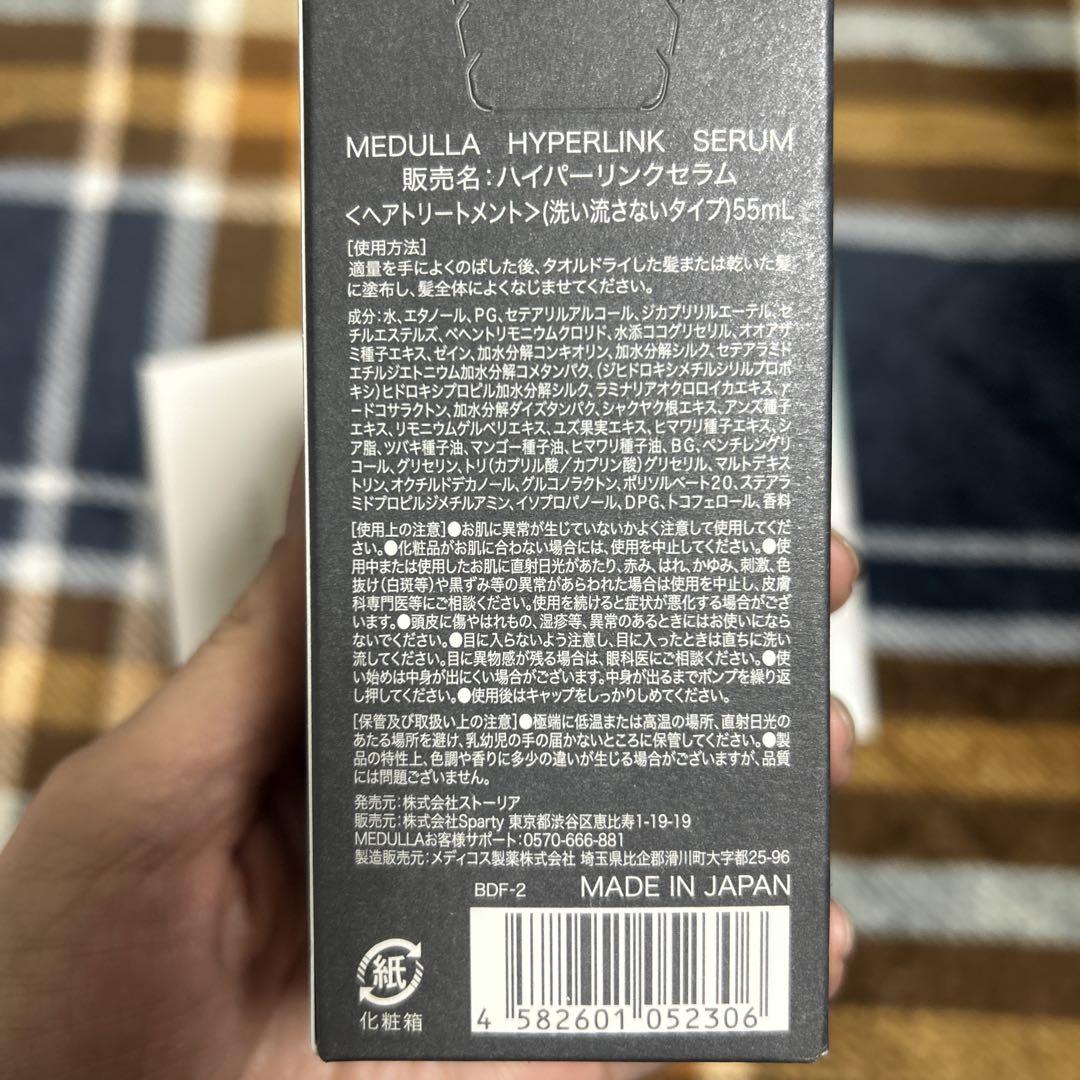 MEDULLA HYPERLINK SERUM
販売名:ハイパーリンクセラム
<ヘアトリートメント>(洗い流さないタイプ)55mL
[使用方法]
適量を手によくのばした後、タオルドライした髪または乾いた髪
に塗布し、髪全体によくなじませてください。
成分:水、エタノール、PG、セテアリルアルコール、ジカプリリルエーテル、セ
チルエステルズ、ベヘントリモニウムクロリド、水添ココグリセリル、オオアザ
ミ種子エキス、ゼイン、加水分解コンキオリン、加水分解シルク、セテアラミド
エチルジエトニウム加水分解コメタンパク、(ジヒドロキシメチルシリルプロポ
キシ)ヒドロキシプロピル加水分解シルク、ラミナリアオクロロイカエキス、γ-
ドコサラクトン、加水分解ダイズタンパク、シャクヤク根エキス、アンズ種子
エキス、リモニウムゲルベリエキス、ユズ果実エキス、ヒマワリ種子エキス、シ
ア脂、ツバキ種子油、マンゴー種子油、ヒマワリ種子油、BG、ペンチレングリ
コール、グリセリン、トリ(カプリル酸/カプリン酸)グリセリル、マルトデキス
トリン、オクチルドデカノール、グルコノラクトン、ポリソルベート20、ステアラ
ミドプロピルジメチルアミン、イソプロパノール、DPG、トコフェロール、香料
[使用上の注意]●お肌に異常が生じていないかよく注意して使用してくだ
さい。●化粧品がお肌に合わない場合には、使用を中止してください。●使
用中または使用したお肌に直射日光があたり、赤み、はれ、かゆみ、刺激、色
抜け(白斑等)や黒ずみ等の異常があらわれた場合は使用を中止し、皮膚
科専門医等にご相談ください。使用を続けると症状が悪化する場合がござ
います。●頭皮に傷やはれもの、湿疹等、異常のあるときにはお使いになら
ないでください。●目に入らないよう注意し、目に入ったときは直ちに洗い
流してください。目に異物感が残る場合は、眼科医にご相談ください。●使
い始めは中身が出にくい場合がございます。中身が出るまでポンプを繰り返
し押してください。●使用後はキャップをしっかりしめてください。
[保管及び取扱い上の注意]●極端に低温または高温の場所、直射日光の
あたる場所を避け、乳幼児の手の届かないところに保管してください。●製
品の特性上、色調や香りに多少の違いが生じる場合がございますが、品質
には問題ございません。
発売元:株式会社ストーリア
販売元:株式会社Sparty 東京都渋谷区恵比寿1-19-19
MEDULLAお客様サポート:0570-666-881
製造販売元:メディコス製薬株式会社 埼玉県比企郡滑川町大字都25-96
BDF-2 MADE IN JAPAN
紙
化粧箱
4 582601 052306